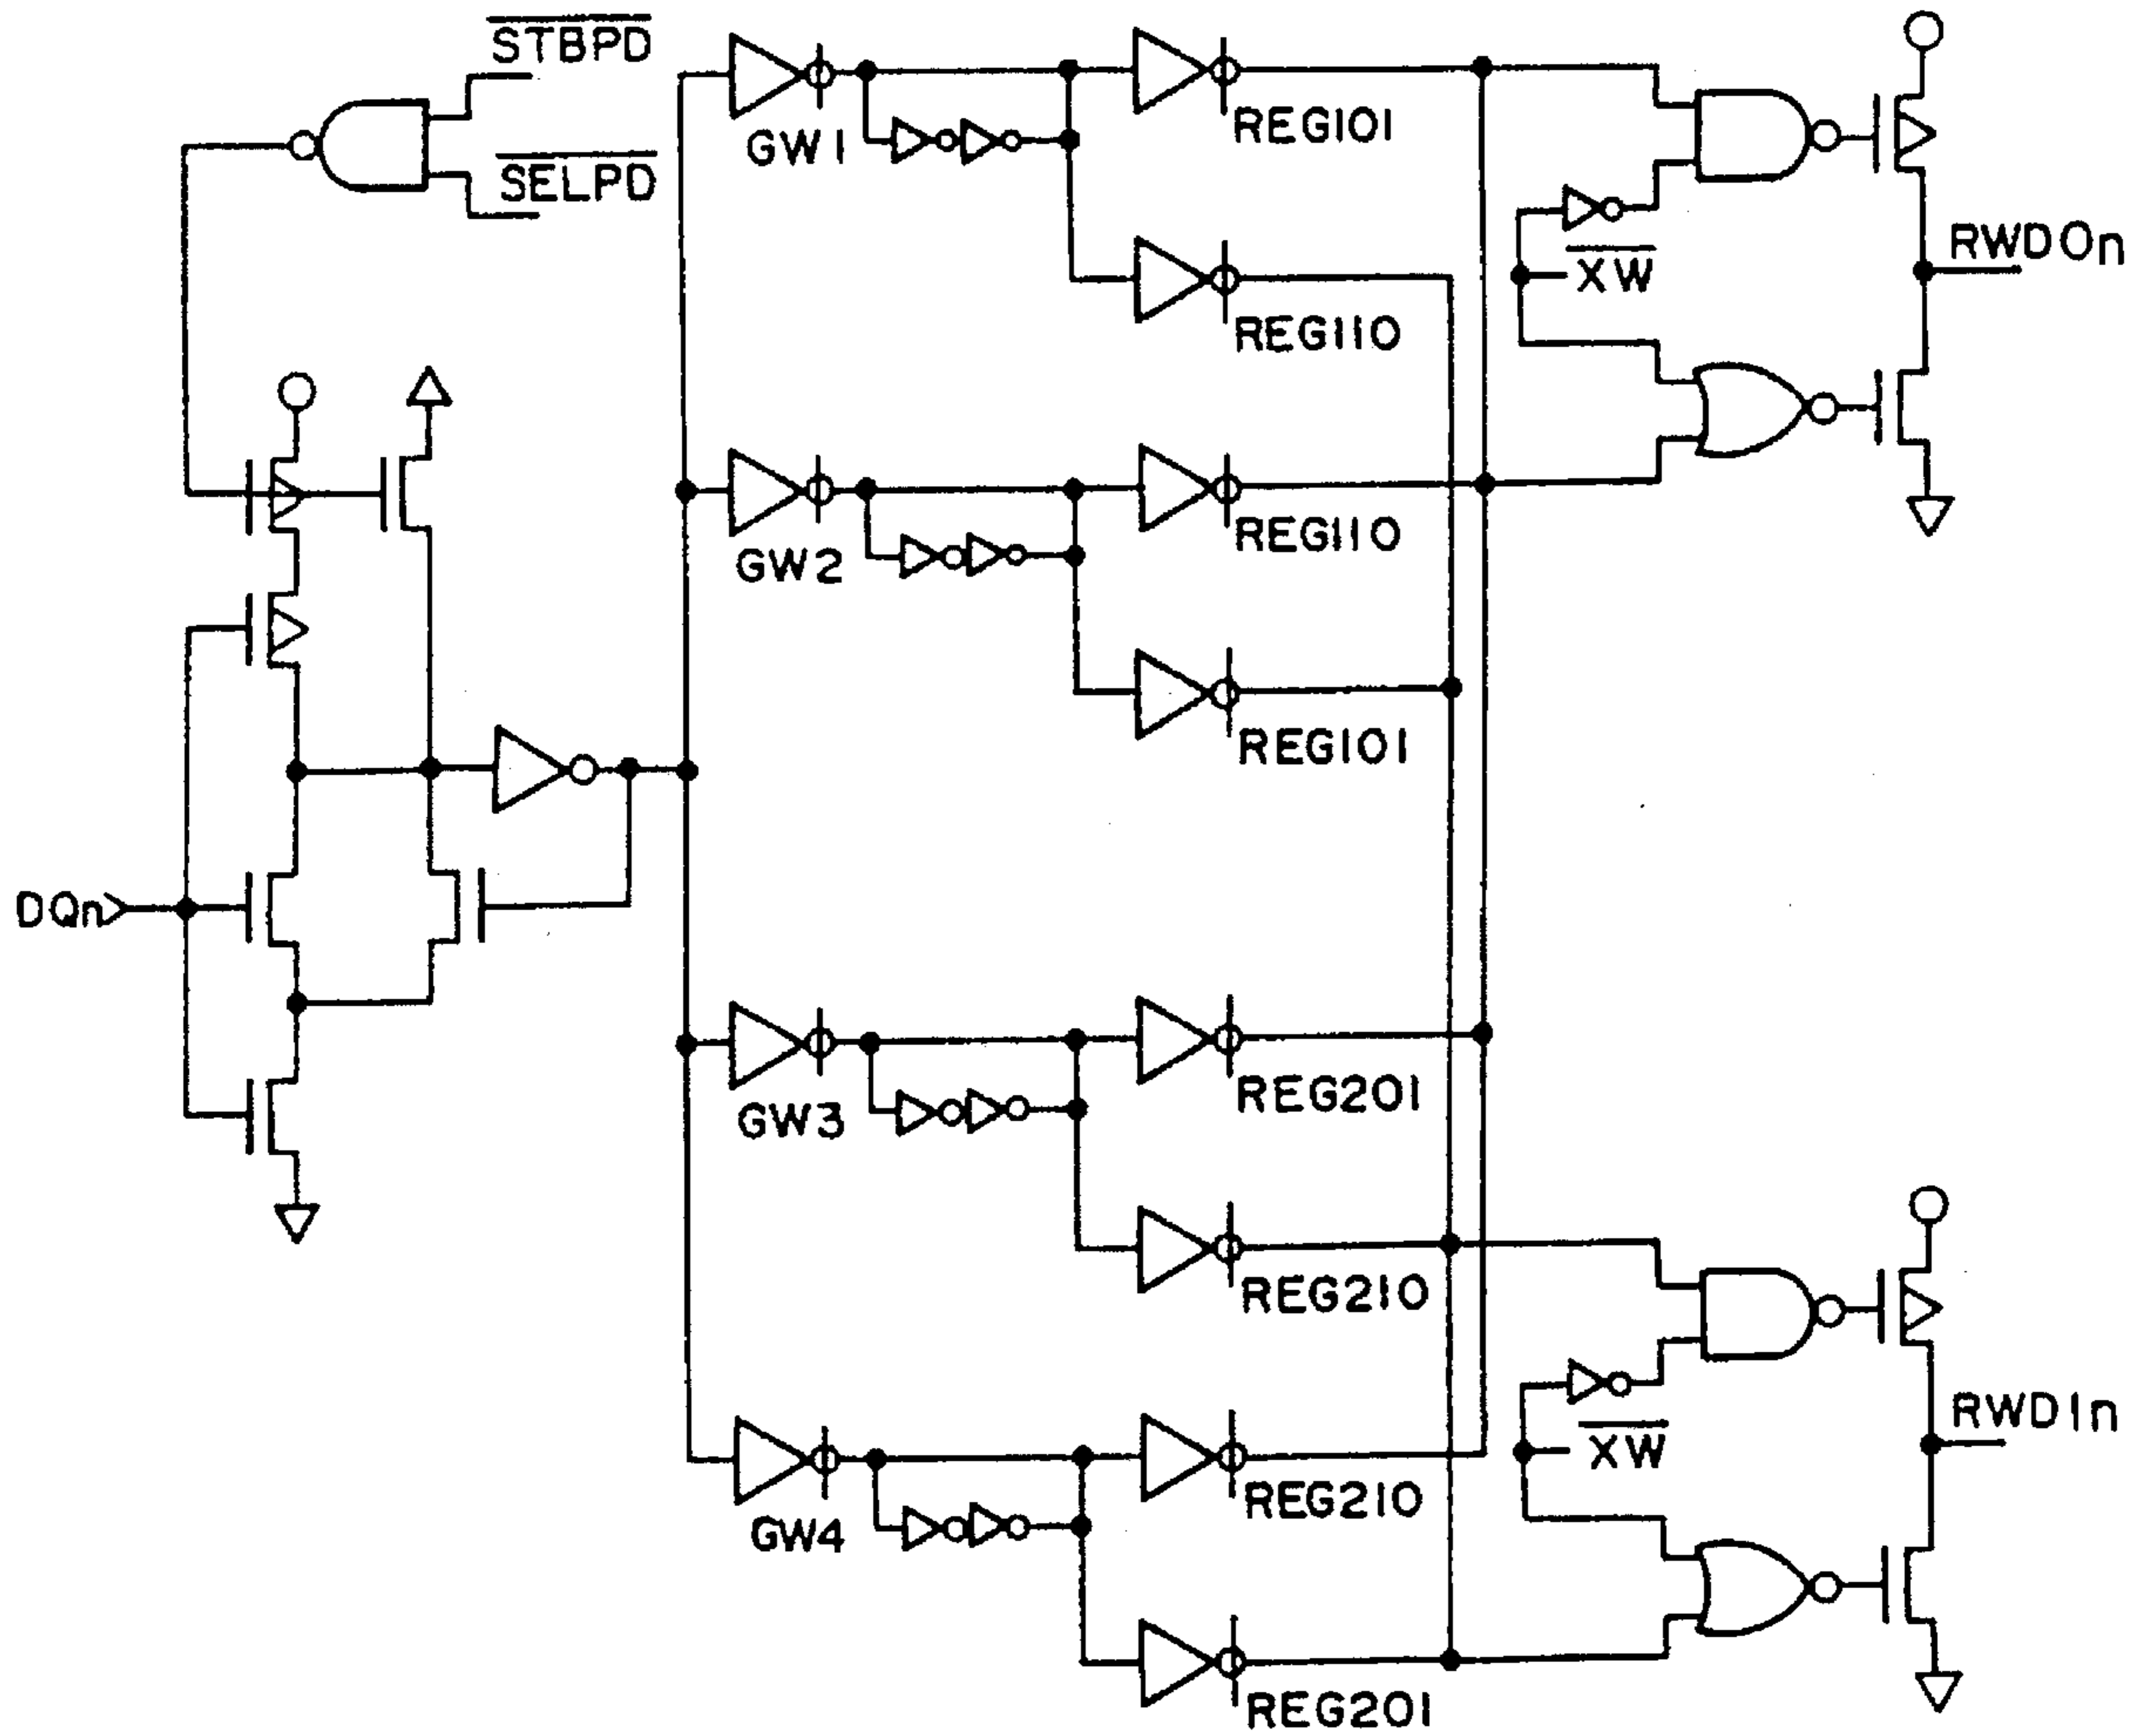 STBPD
SELPD
GW1
REG101
REG110
XW
RWD0n
GW2
REG110
REG101
DQn
GW3
REG201
REG210
XW
RWD1n
GW4
REG210
REG201